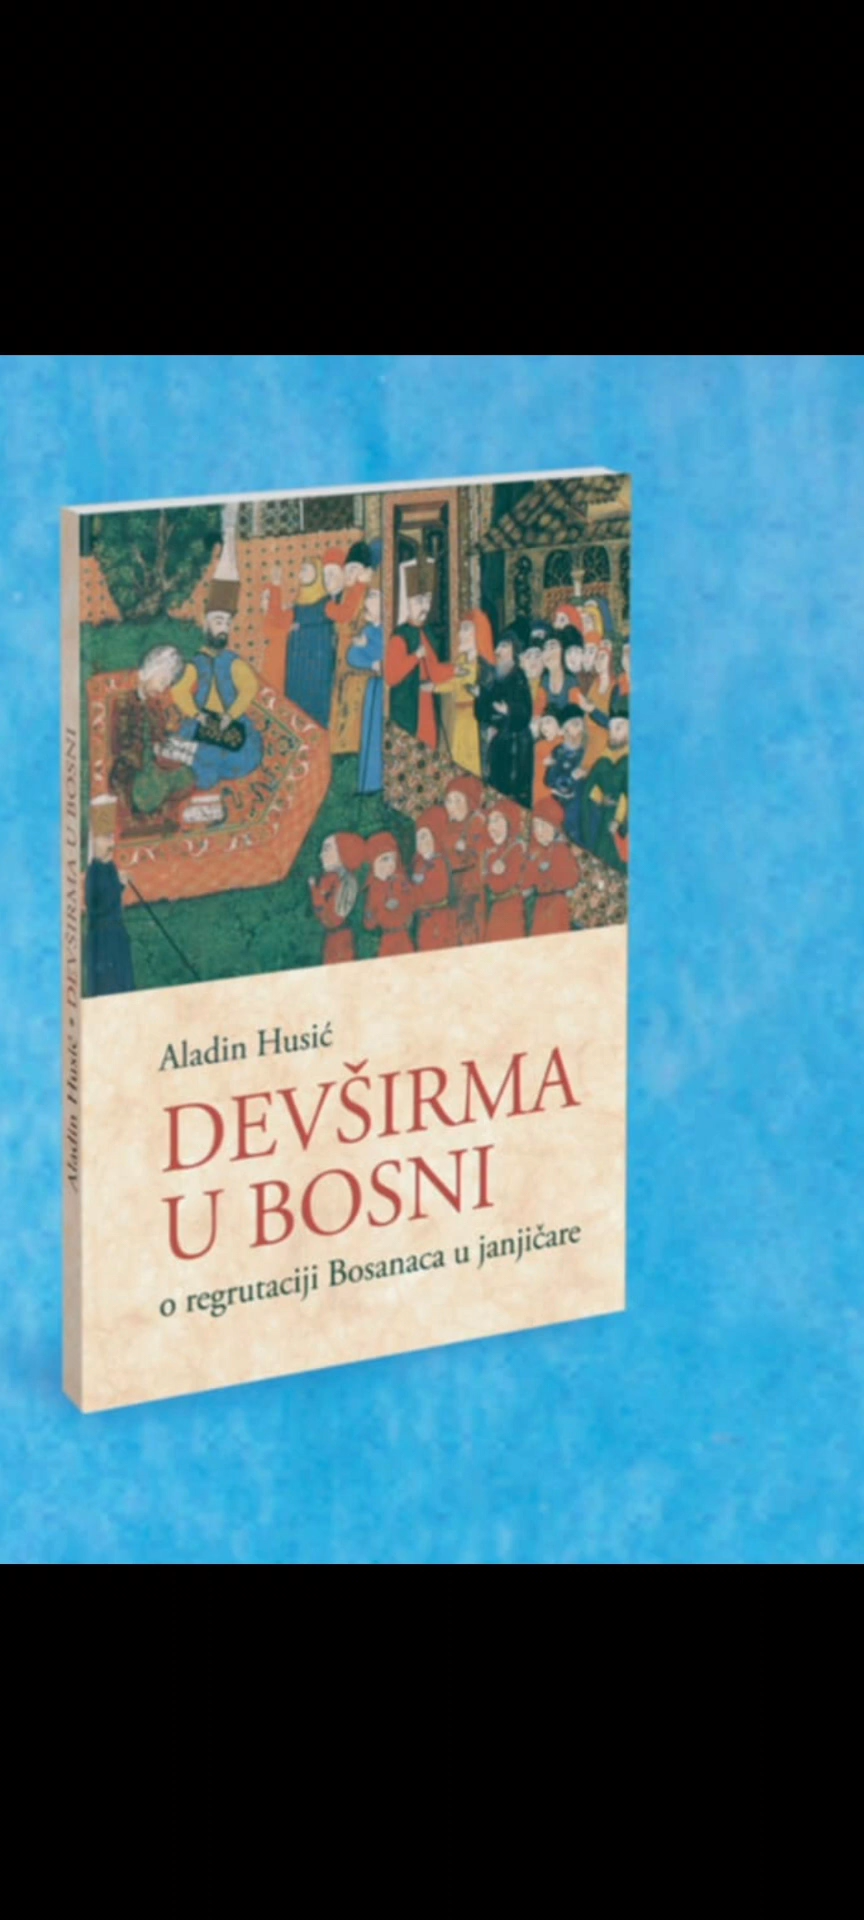 Aladin Husić
DEVŠIRMA
U BOSNI
o regrutaciji Bosanaca u janjičare
Aladin Husić • DEVŠIRMA U BOSNI